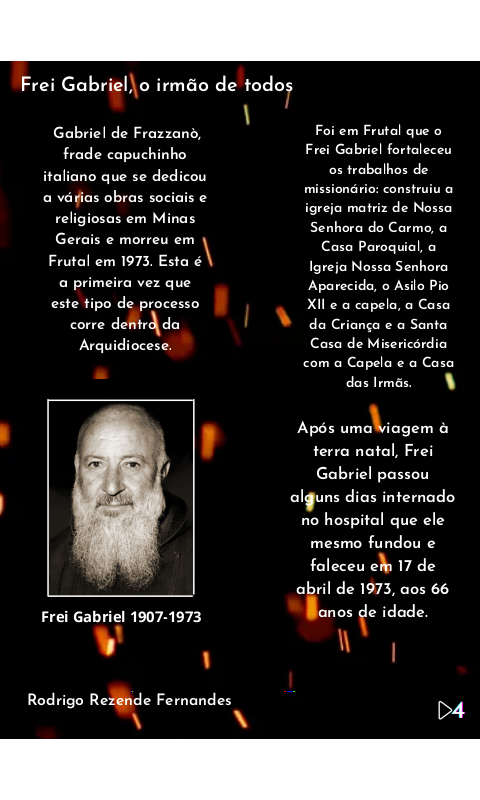 Frei Gabriel, o irmão de todos
Gabriel de Frazzanò,
frade capuchinho
italiano que se dedicou
a várias obras sociais e
religiosas em Minas
Gerais e morreu em
Frutal em 1973. Esta é
a primeira vez que
este tipo de processo
corre dentro da
Arquidiocese.
Frei Gabriel 1907-1973
Foi em Frutal que o
Frei Gabriel fortaleceu
os trabalhos de
missionário: construiu a
igreja matriz de Nossa
Senhora do Carmo, a
Casa Paroquial, a
Igreja Nossa Senhora
Aparecida, o Asilo Pio
XII e a capela, a Casa
da Criança e a Santa
Casa de Misericórdia
com a Capela e a Casa
das Irmãs.
Após uma viagem à
terra natal, Frei
Gabriel passou
alguns dias internado
no hospital que ele
mesmo fundou e
faleceu em 17 de
abril de 1973, aos 66
anos de idade.
Rodrigo Rezende Fernandes
4